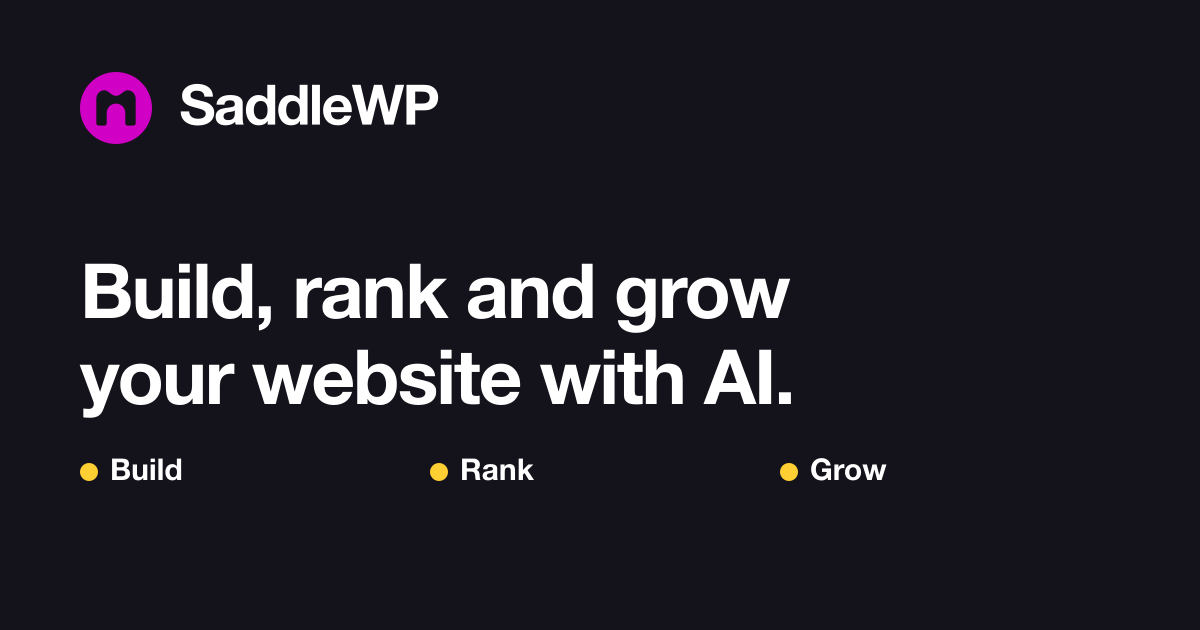 SaddleWP
Build, rank and grow
your website with AI.
Build
Rank
Grow